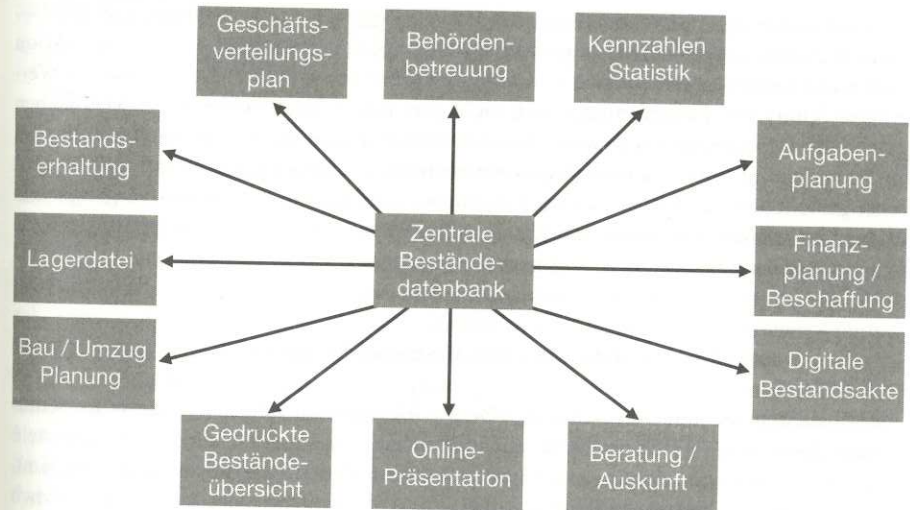 Geschäfts-
verteilungs-
plan
Behörden-
betreuung
Kennzahlen
Statistik
Bestands-
erhaltung
Aufgaben-
planung
Lagerdatei
Zentrale
Bestände-
datenbank
Finanz-
planung /
Beschaffung
Bau / Umzug
Planung
Digitale
Bestandsakte
Gedruckte
Bestände-
übersicht
Online-
Präsentation
Beratung /
Auskunft